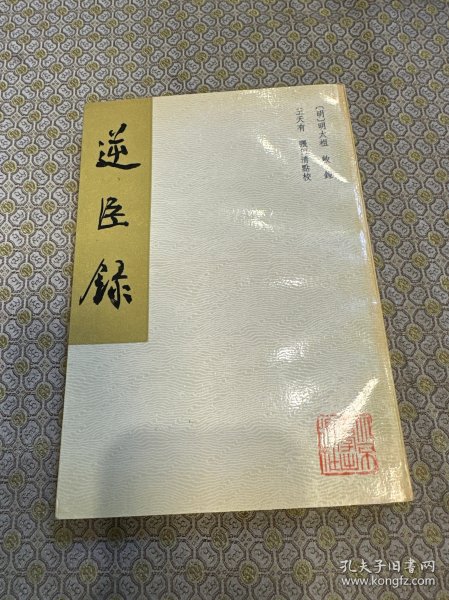 逆臣録
〔明〕明太祖 敕錄
王天有 張何清點校
孔夫子旧书网
www.kongfz.com